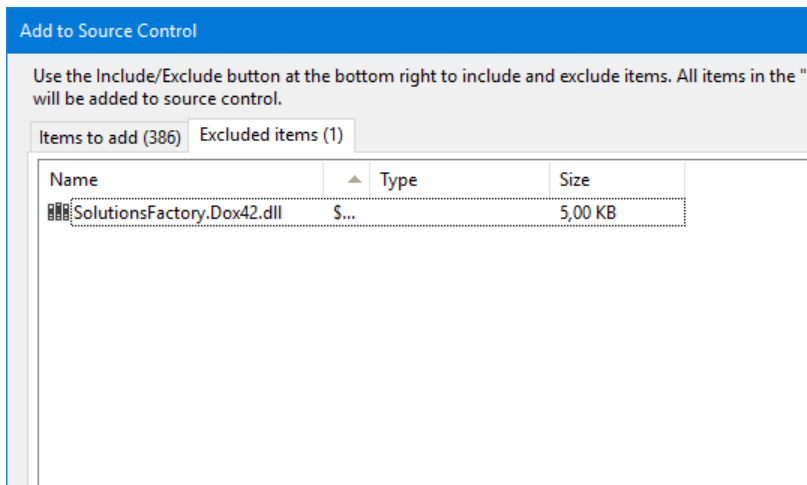 Add to Source Control
Use the Include/Exclude button at the bottom right to include and exclude items. All items in the "
will be added to source control.
Items to add (386) Excluded items (1)
Name Type Size
SolutionsFactory.Dox42.dll $... 5,00 KB